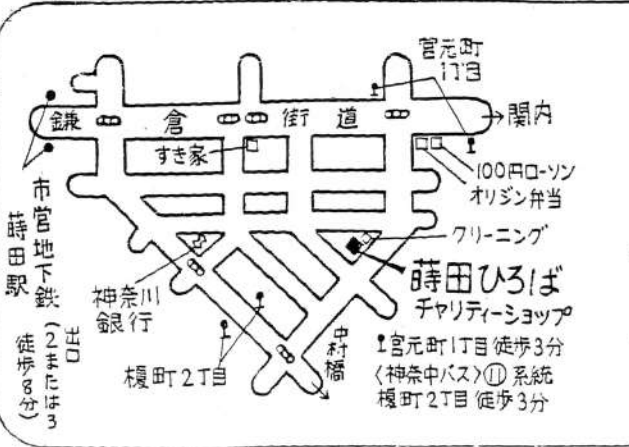 宮元町
1丁目
鎌倉街道
→関内
すき家
100円ローソン
オリジン弁当
クリーニング
市営地下鉄
蒔田駅
出口
(2または3
徒歩8分)
神奈川
銀行
榎町2丁目
中村橋
蒔田ひろば
チャリティーショップ
宮元町1丁目徒歩3分
〈神奈中バス〉⑪系統
榎町2丁目徒歩3分